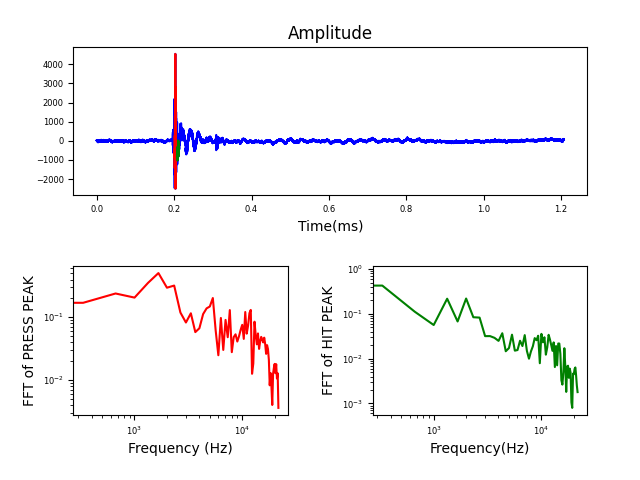 Amplitude
4000
3000
2000
1000
0
−1000
−2000
0.0 0.2 0.4 0.6 0.8 1.0 1.2
Time(ms)
FFT of PRESS PEAK
10⁻¹
10⁻²
10³ 10⁴
Frequency (Hz)
FFT of HIT PEAK
10⁰
10⁻¹
10⁻²
10⁻³
10³ 10⁴
Frequency(Hz)